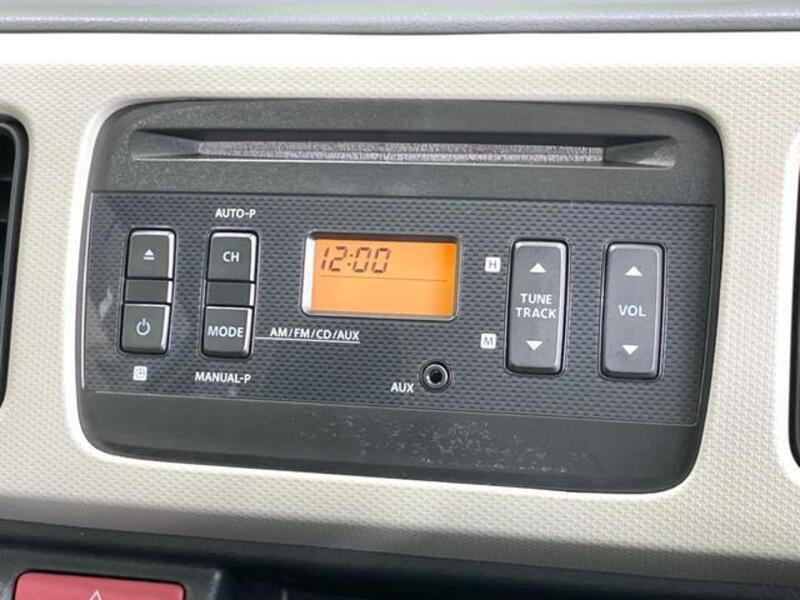 AUTO-P
CH
MODE
AM/FM/CD/AUX
MANUAL-P
12:00
AUX
H
M
TUNE
TRACK
VOL